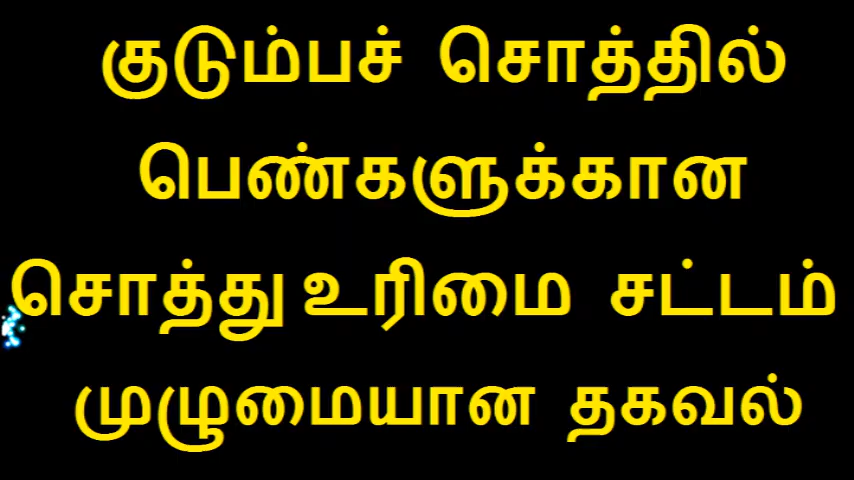 குடும்பச் சொத்தில்
பெண்களுக்கான
சொத்து உரிமை சட்டம்
முழுமையான தகவல்